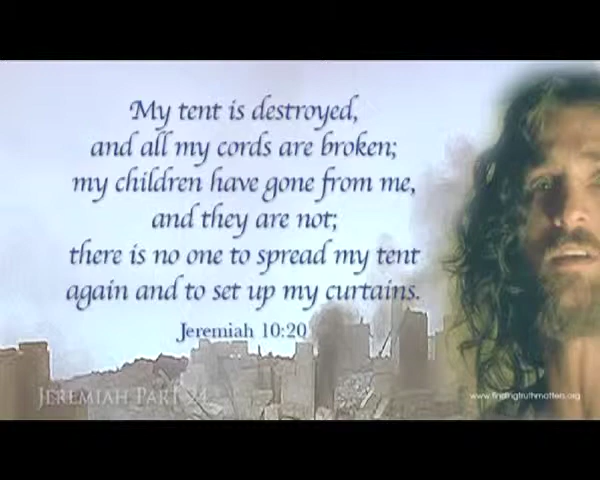 My tent is destroyed,
and all my cords are broken;
my children have gone from me,
and they are not;
there is no one to spread my tent
again and to set up my curtains.
Jeremiah 10:20
JEREMIAH PART 24
www.findingtruthmatters.org